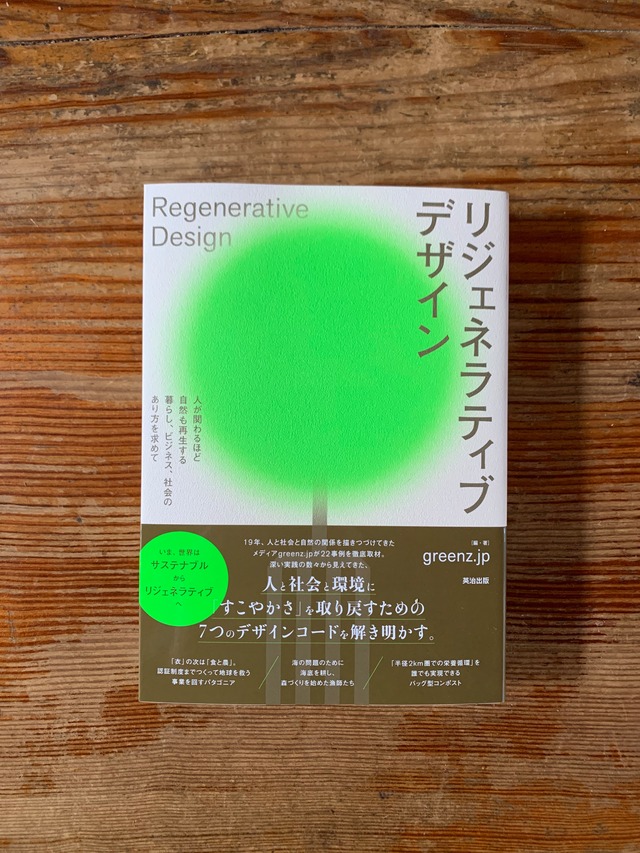 Regenerative
Design
リジェネラティブ
デザイン
人が関わるほど
自然も再生する
暮らし、ビジネス、社会の
あり方を求めて
19年、人と社会と自然の関係を描きつづけてきた
メディアgreenz.jpが22事例を徹底取材。
深い実践の数々から見えてきた、
人と社会と環境に
「すこやかさ」を取り戻すための
7つのデザインコードを解き明かす。
[編・著]
greenz.jp
英治出版
いま、世界は
サステナブル
から
リジェネラティブ
へ
「衣」の次は「食と農」。
認証制度までつくって地球を救う
事業を回すパタゴニア
海の問題のために
海底を耕し、
森づくりを始めた漁師たち
「半径2km圏での栄養循環」を
誰でも実現できる
バッグ型コンポスト